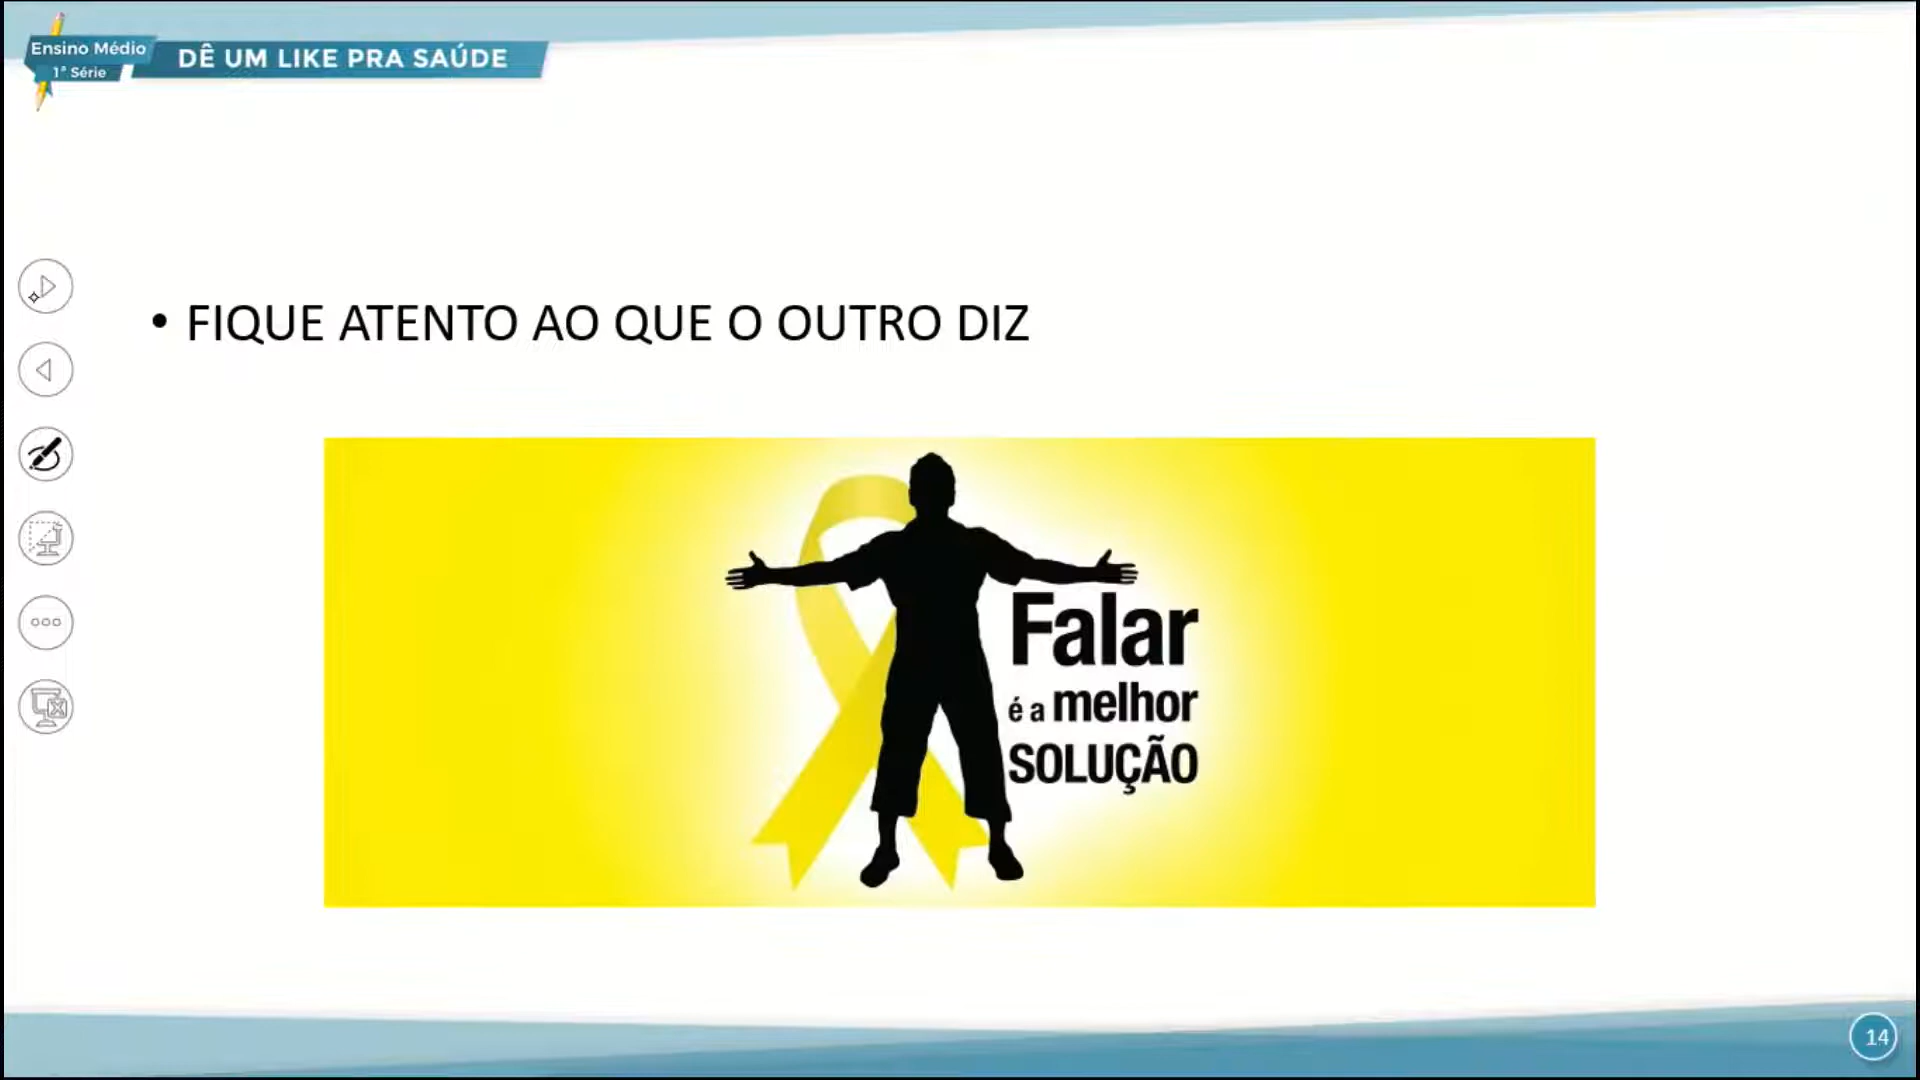 Ensino Médio
1ª Série
DÊ UM LIKE PRA SAÚDE
• FIQUE ATENTO AO QUE O OUTRO DIZ
Falar
é a melhor
SOLUÇÃO
14